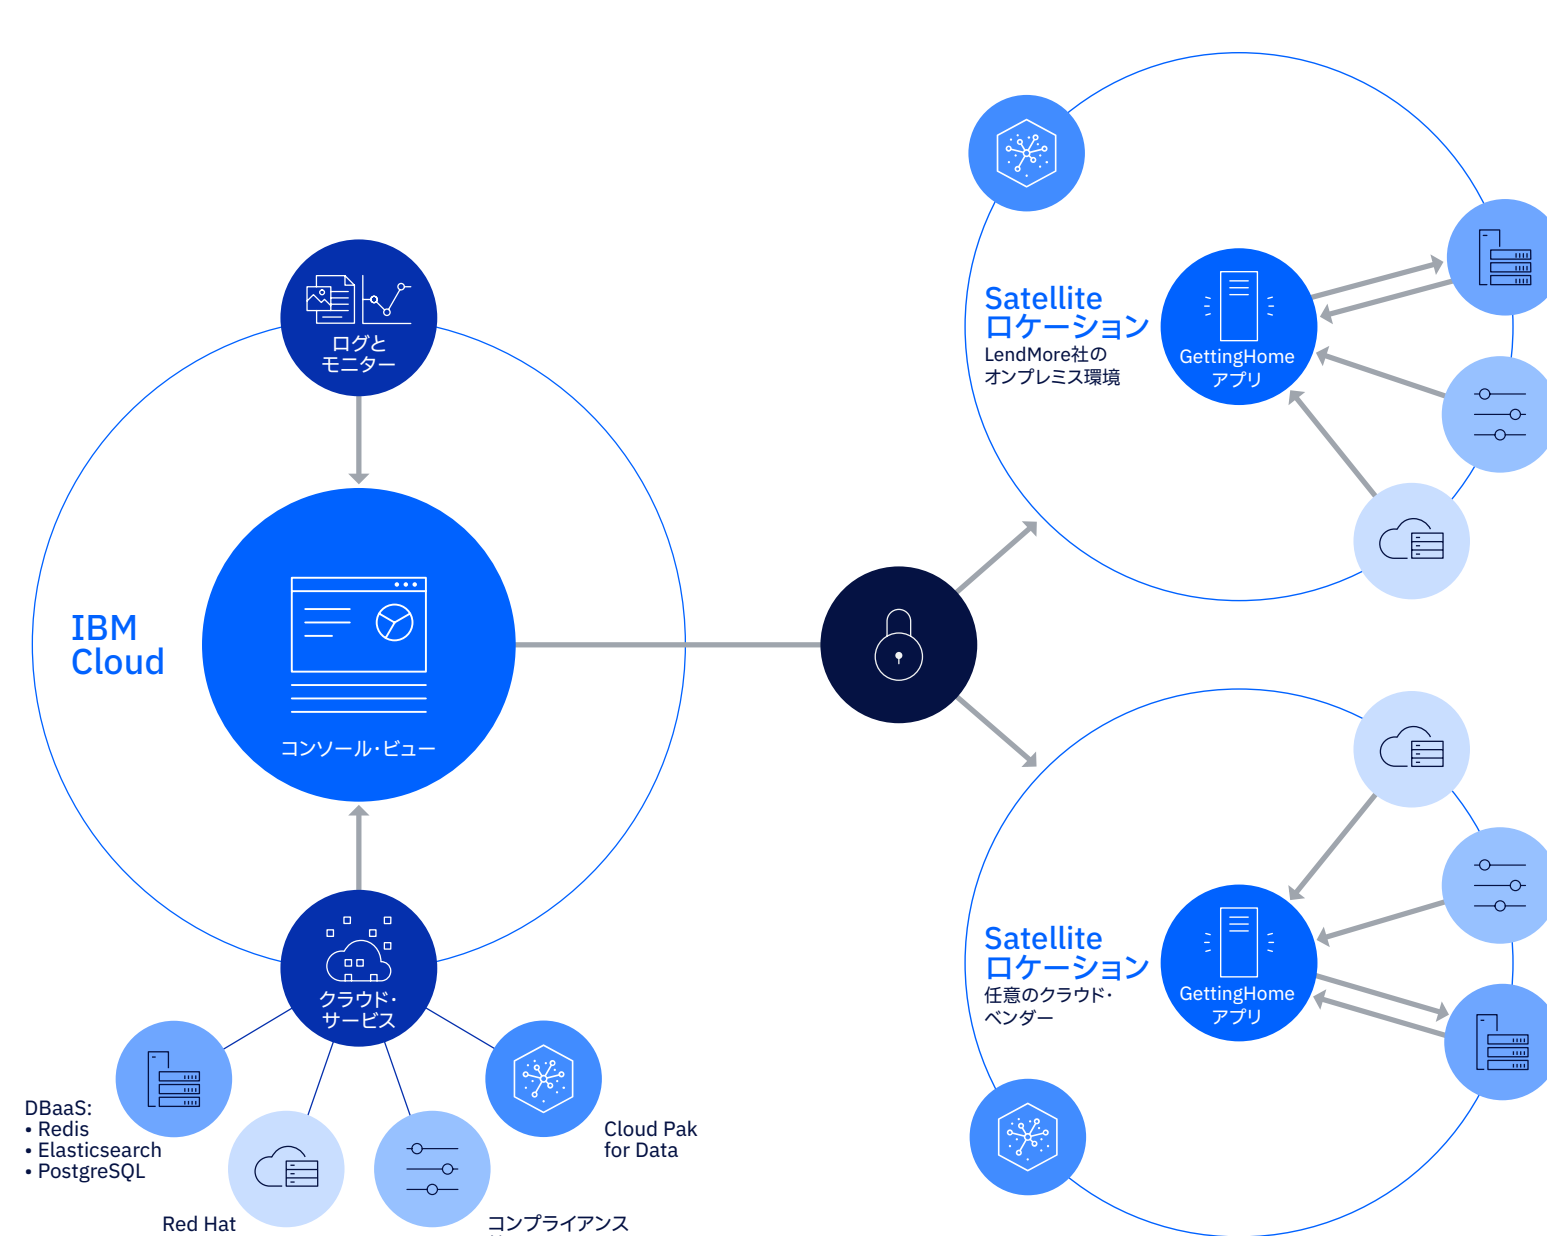 ログと
モニター
IBM
Cloud
コンソール・ビュー
クラウド・
サービス
DBaaS:
• Redis
• Elasticsearch
• PostgreSQL
Red Hat
コンプライアンス
Cloud Pak
for Data
Satellite
ロケーション
LendMore社の
オンプレミス環境
GettingHome
アプリ
Satellite
ロケーション
任意のクラウド・
ベンダー
GettingHome
アプリ